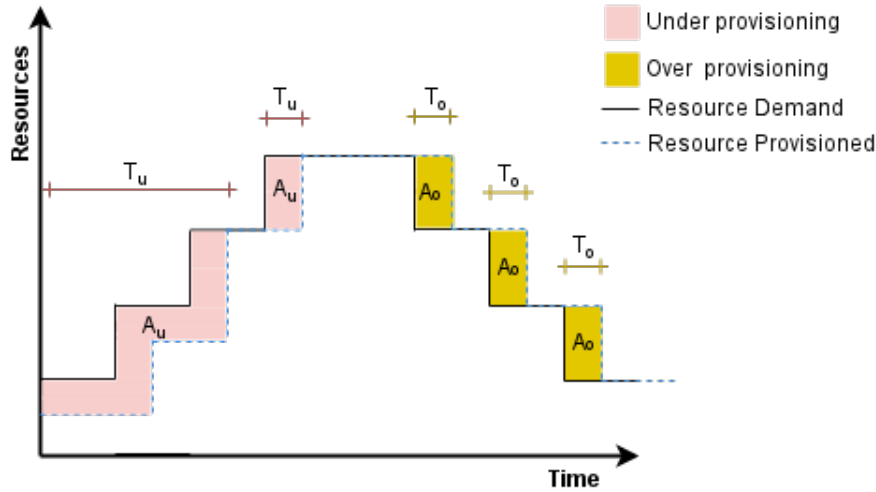 Under provisioning
Over provisioning
Resource Demand
Resource Provisioned
Resources
Tu
To
Tu
To
Au
Ao
To
Ao
Au
Ao
Time